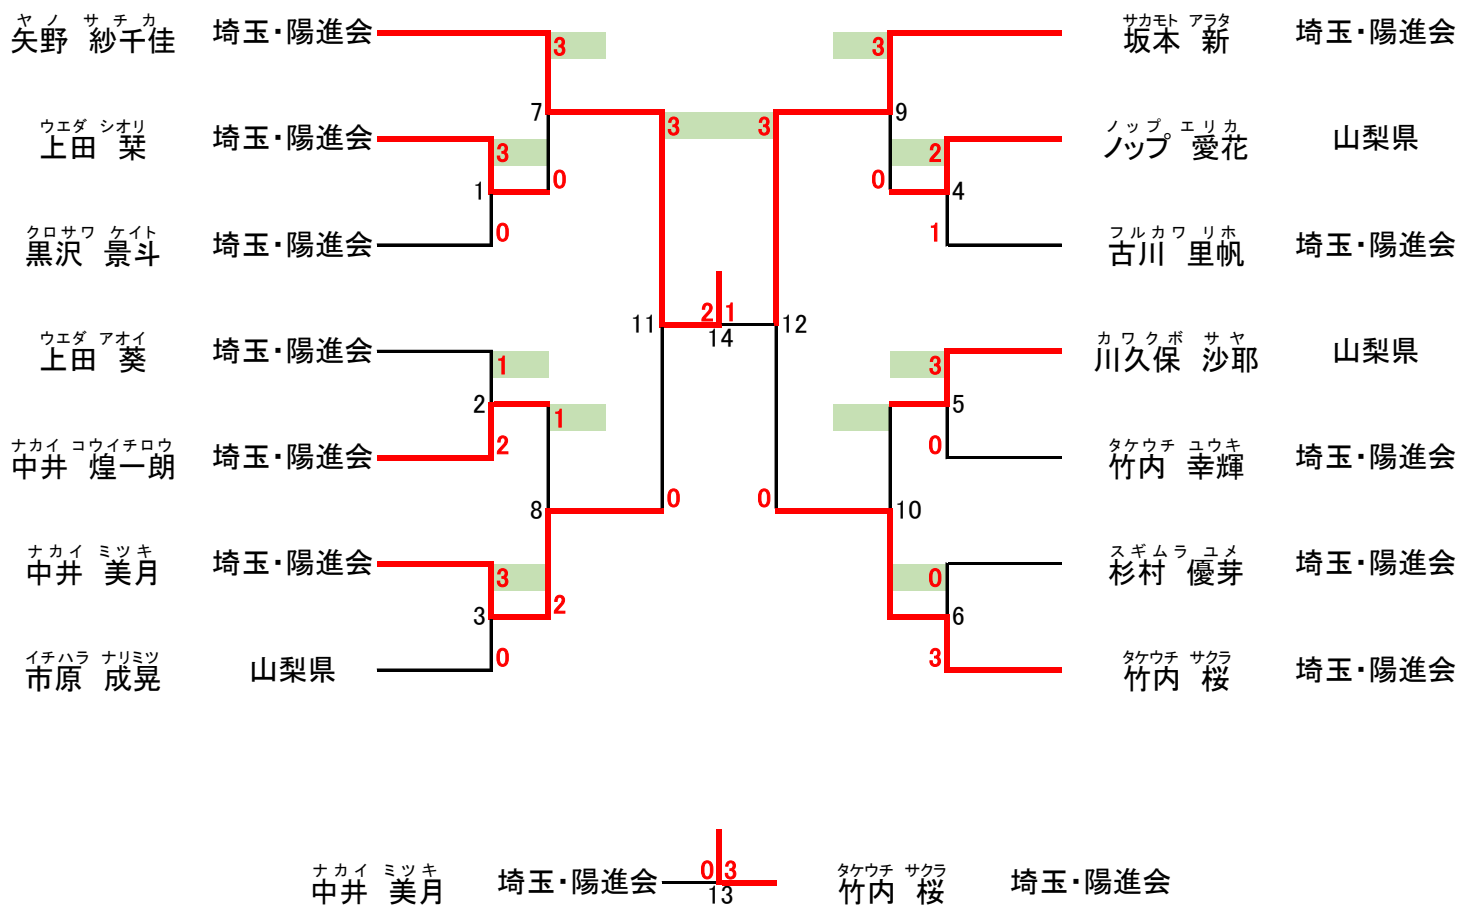 ヤノ サチカ
矢野 紗千佳 埼玉・陽進会
3
7
ウエダ シオリ
上田 栞 埼玉・陽進会
3
1
0
クロサワ ケイト
黒沢 景斗 埼玉・陽進会
0
ウエダ アオイ
上田 葵 埼玉・陽進会
1
2
1
ナカイ コウイチロウ
中井 煌一朗 埼玉・陽進会
2
8
ナカイ ミツキ
中井 美月 埼玉・陽進会
3
3
2
イチハラ ナリミツ
市原 成晃 山梨県
0
3
11
0
2 1
14
3
12
0
サカモト アラタ
坂本 新 埼玉・陽進会
3
9
ノップ エリカ
ノップ 愛花 山梨県
2
0
4
フルカワ リホ
古川 里帆 埼玉・陽進会
1
カワクボ サヤ
川久保 沙耶 山梨県
3
5
タケウチ ユウキ
竹内 幸輝 埼玉・陽進会
0
10
スギムラ ユメ
杉村 優芽 埼玉・陽進会
0
6
タケウチ サクラ
竹内 桜 埼玉・陽進会
3
ナカイ ミツキ
中井 美月 埼玉・陽進会
0 3
13
タケウチ サクラ
竹内 桜 埼玉・陽進会